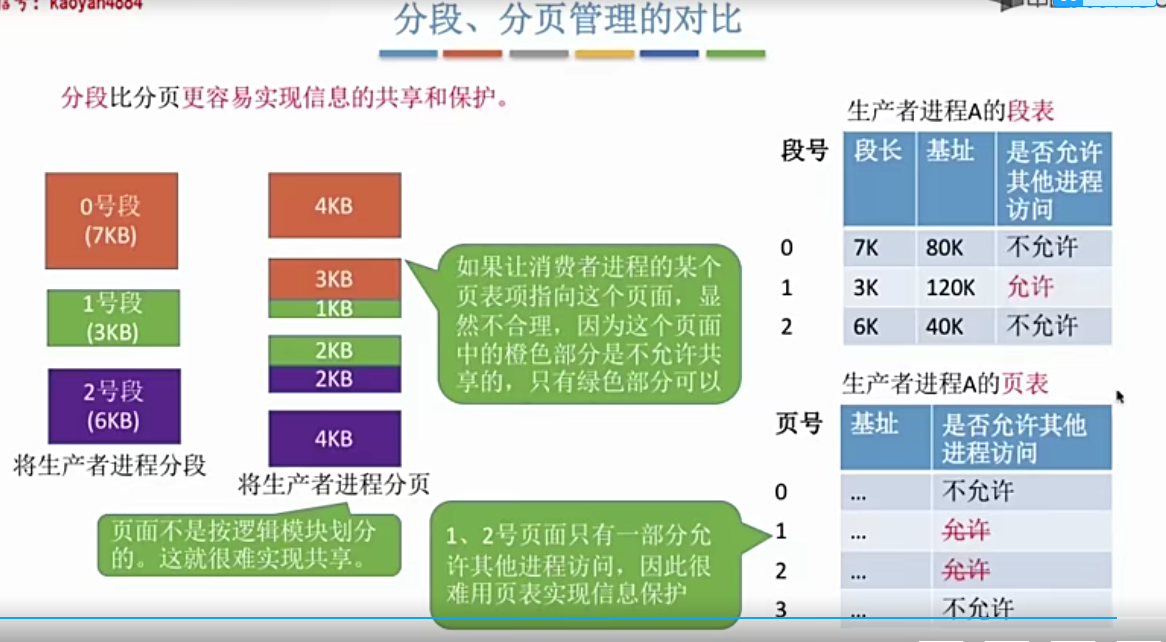 kaoyan4884
分段、分页管理的对比
分段比分页更容易实现信息的共享和保护。
0号段
(7KB)
1号段
(3KB)
2号段
(6KB)
将生产者进程分段
4KB
3KB
1KB
2KB
2KB
4KB
将生产者进程分页
页面不是按逻辑模块划分
的。这就很难实现共享。
如果让消费者进程的某个
页表项指向这个页面，显
然不合理，因为这个页面
中的橙色部分是不允许共
享的，只有绿色部分可以
1、2号页面只有一部分允
许其他进程访问，因此很
难用页表实现信息保护
生产者进程A的段表
段号 段长 基址 是否允许
其他进程
访问
0 7K 80K 不允许
1 3K 120K 允许
2 6K 40K 不允许
生产者进程A的页表
页号 基址 是否允许其他
进程访问
0 ... 不允许
1 ... 允许
2 ... 允许
3 ... 不允许